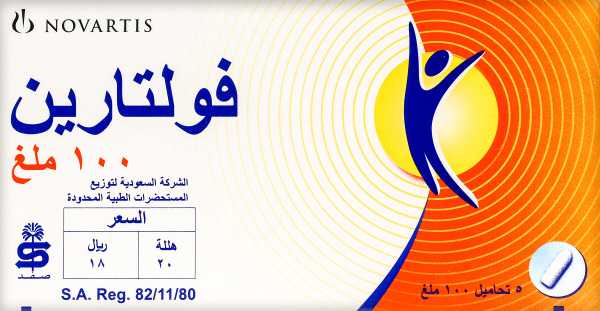 NOVARTIS
فولتارين
١٠٠ ملغ
الشركة السعودية لتوزيع
المستحضرات الطبية المحدودة
السعر
ريال هللة
١٨ ٢٠
صفد
S.A. Reg. 82/11/80
٥ تحاميل ١٠٠ ملغ